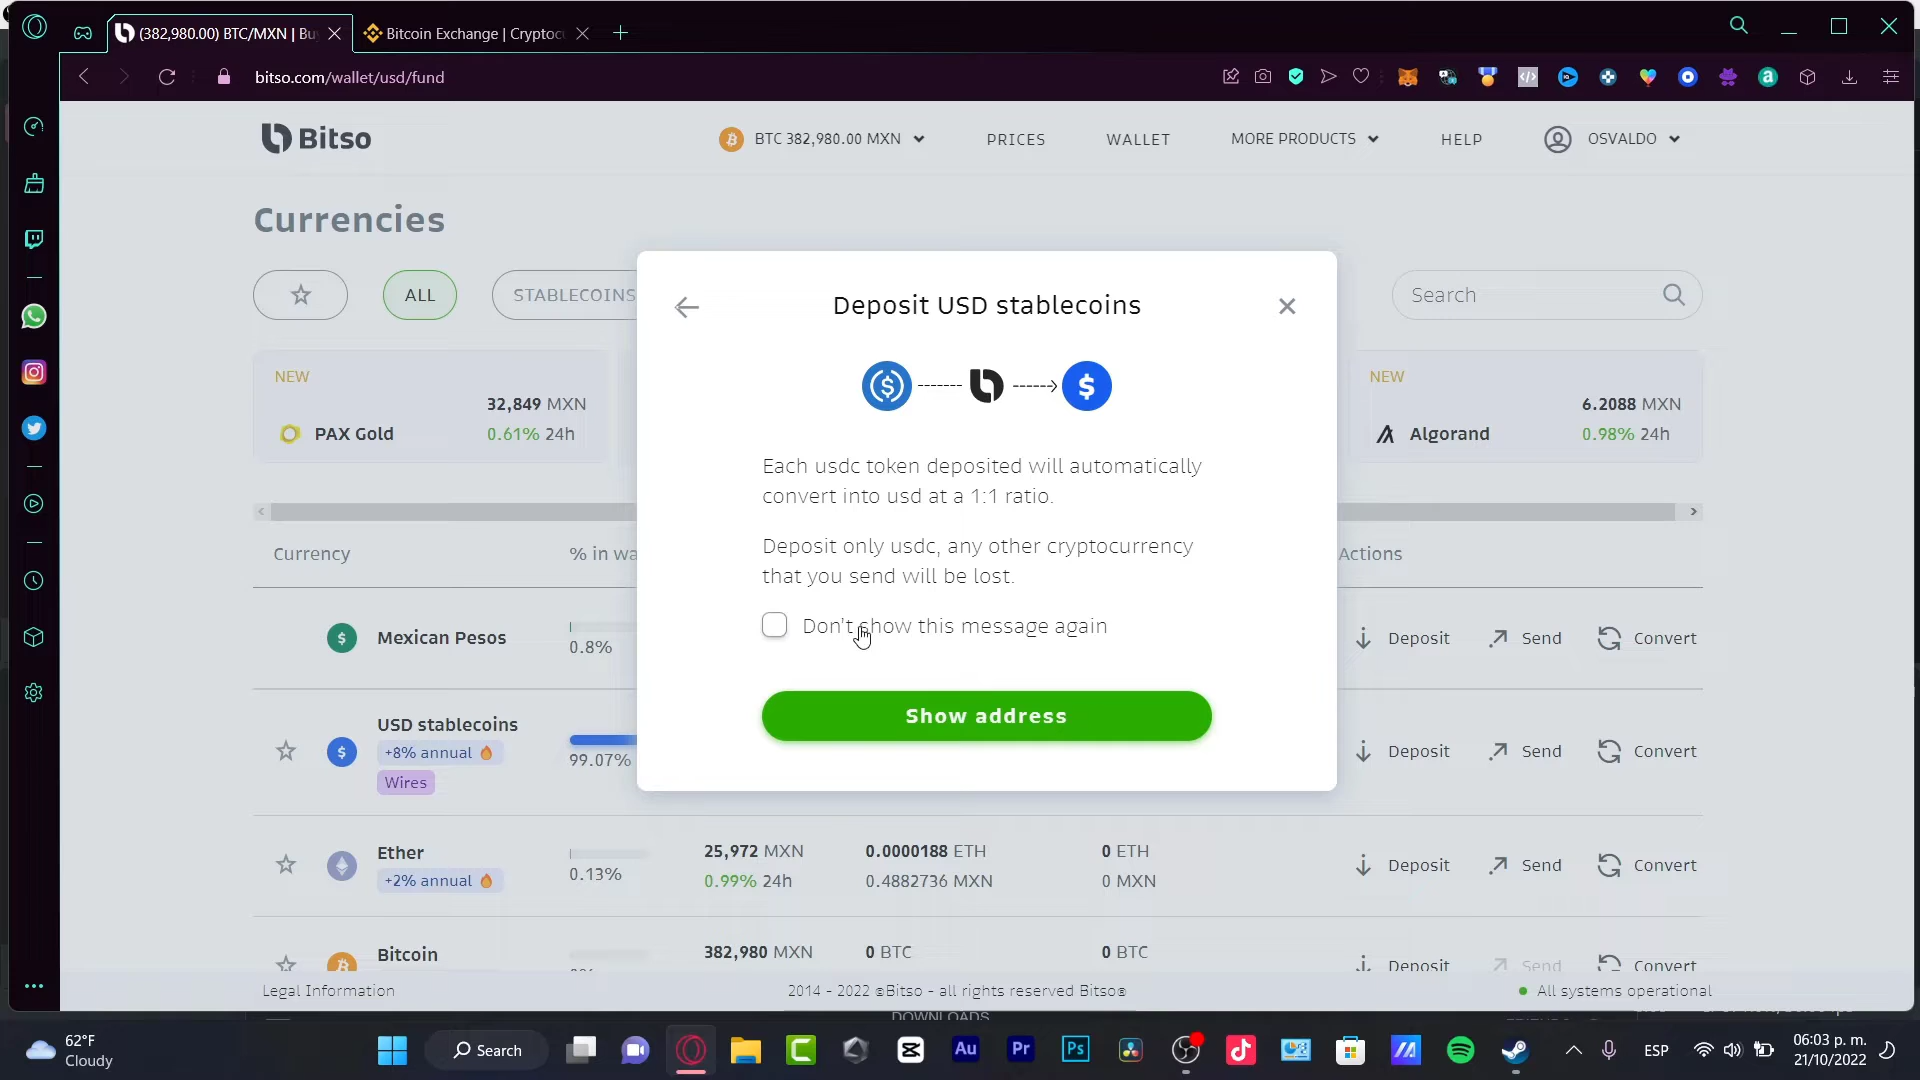 (382,980.00) BTC/MXN | Bu
Bitcoin Exchange | Cryptoc
bitso.com/wallet/usd/fund
Bitso
BTC 382,980.00 MXN
PRICES
WALLET
MORE PRODUCTS
HELP
OSVALDO
Currencies
ALL
STABLECOINS
Search
NEW
32,849 MXN
PAX Gold
0.61% 24h
NEW
6.2088 MXN
Algorand
0.98% 24h
Deposit USD stablecoins
Each usdc token deposited will automatically
convert into usd at a 1:1 ratio.
Deposit only usdc, any other cryptocurrency
that you send will be lost.
Don't show this message again
Show address
Currency
% in wa
Actions
Mexican Pesos
0.8%
Deposit
Send
Convert
USD stablecoins
+8% annual
Wires
99.07%
Deposit
Send
Convert
Ether
+2% annual
0.13%
25,972 MXN
0.99% 24h
0.0000188 ETH
0.4882736 MXN
0 ETH
0 MXN
Deposit
Send
Convert
Bitcoin
382,980 MXN
0 BTC
0 BTC
Deposit
Send
Convert
Legal Information
2014 - 2022 ©Bitso - all rights reserved Bitso®
All systems operational
DOWNLOADS
62°F
Cloudy
Search
Au
Pr
Ps
ESP
06:03 p. m.
21/10/2022